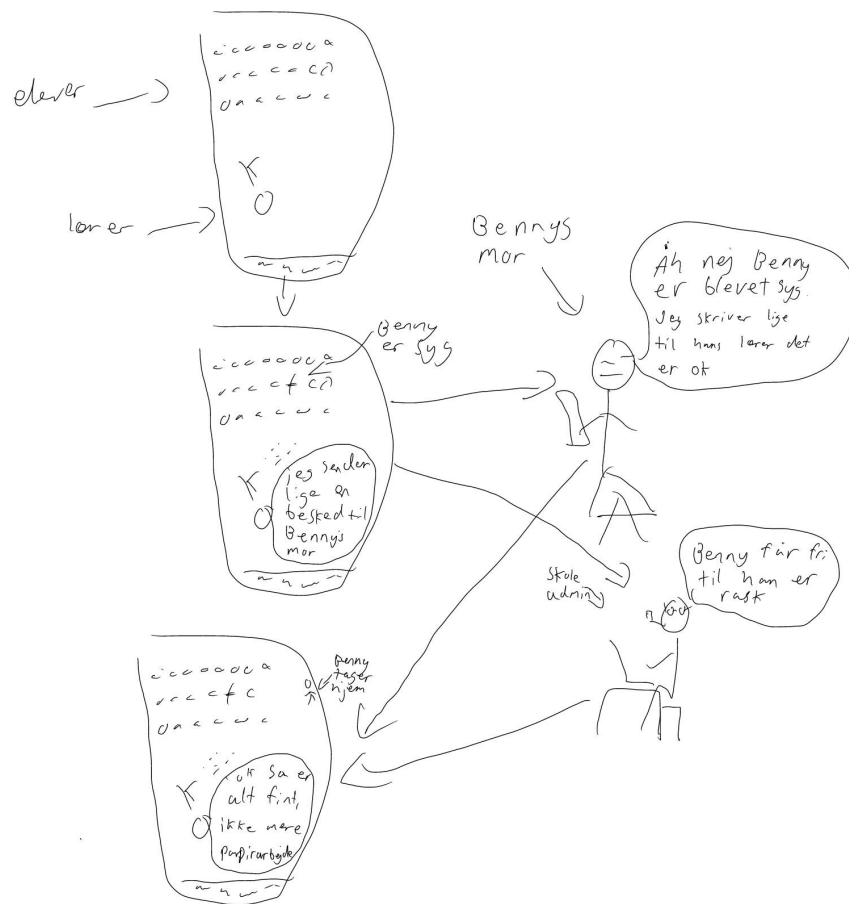 elever
lærer
Bennys
mor
Åh nej Benny
er blevet syg.
Jeg skriver lige
til hans lærer det
er ok
Benny
er syg
jeg sender
lige en
besked til
Benny's
mor
Skole
admin
Benny får fri
til han er
rask
Benny
tager
hjem
ok så er
alt fint,
ikke mere
papirarbejde